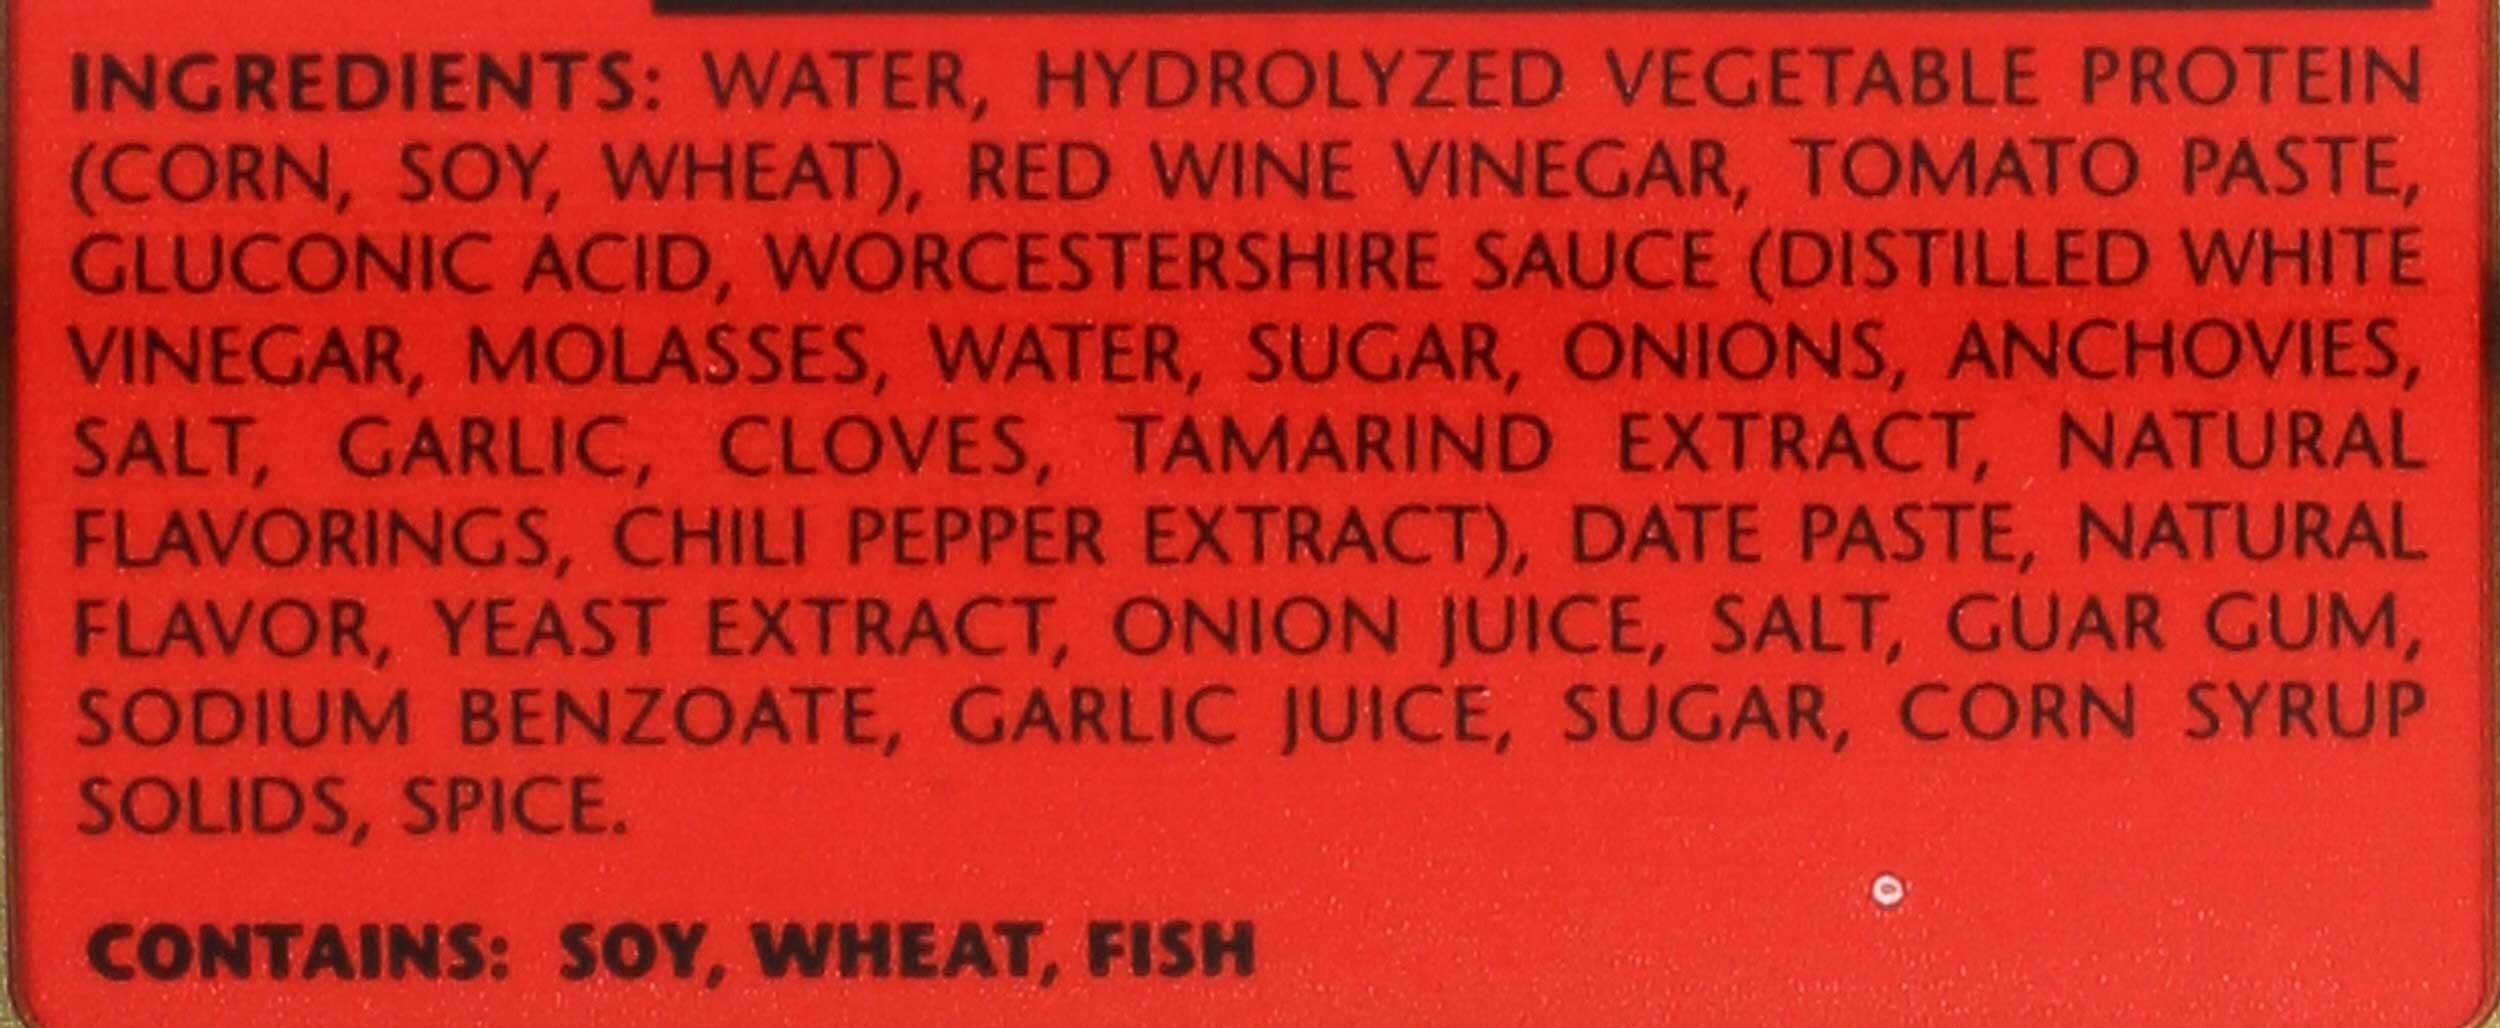 INGREDIENTS: WATER, HYDROLYZED VEGETABLE PROTEIN
(CORN, SOY, WHEAT), RED WINE VINEGAR, TOMATO PASTE,
GLUCONIC ACID, WORCESTERSHIRE SAUCE (DISTILLED WHITE
VINEGAR, MOLASSES, WATER, SUGAR, ONIONS, ANCHOVIES,
SALT, GARLIC, CLOVES, TAMARIND EXTRACT, NATURAL
FLAVORINGS, CHILI PEPPER EXTRACT), DATE PASTE, NATURAL
FLAVOR, YEAST EXTRACT, ONION JUICE, SALT, GUAR GUM,
SODIUM BENZOATE, GARLIC JUICE, SUGAR, CORN SYRUP
SOLIDS, SPICE.
CONTAINS: SOY, WHEAT, FISH